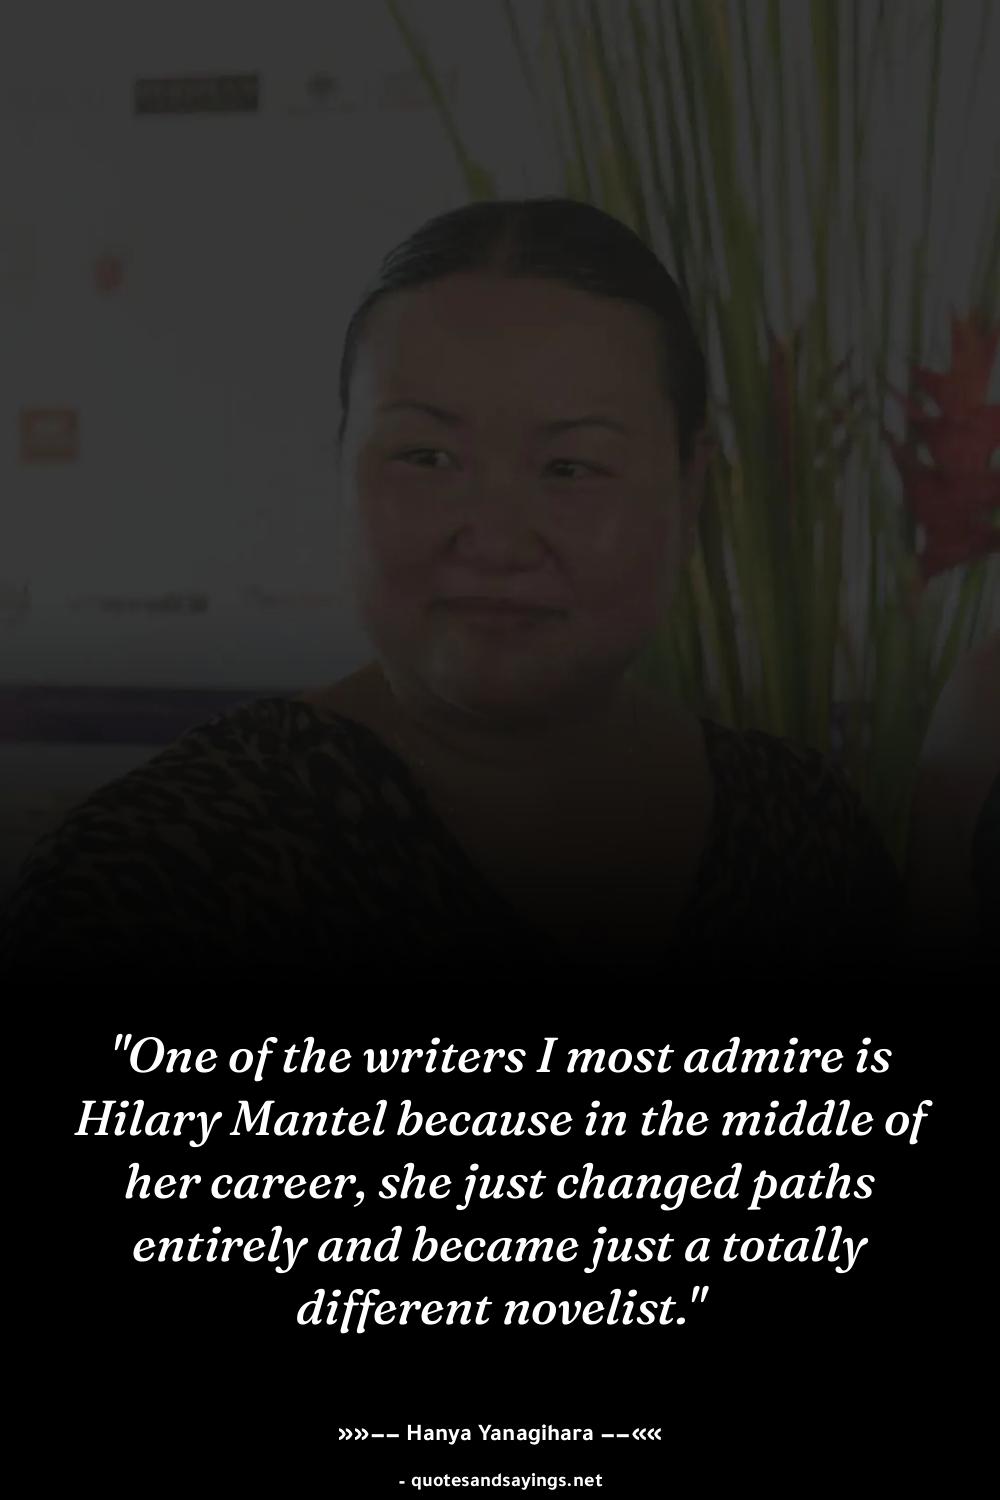 "One of the writers I most admire is
Hilary Mantel because in the middle of
her career, she just changed paths
entirely and became just a totally
different novelist."
»»−− Hanya Yanagihara −−««
- quotesandsayings.net